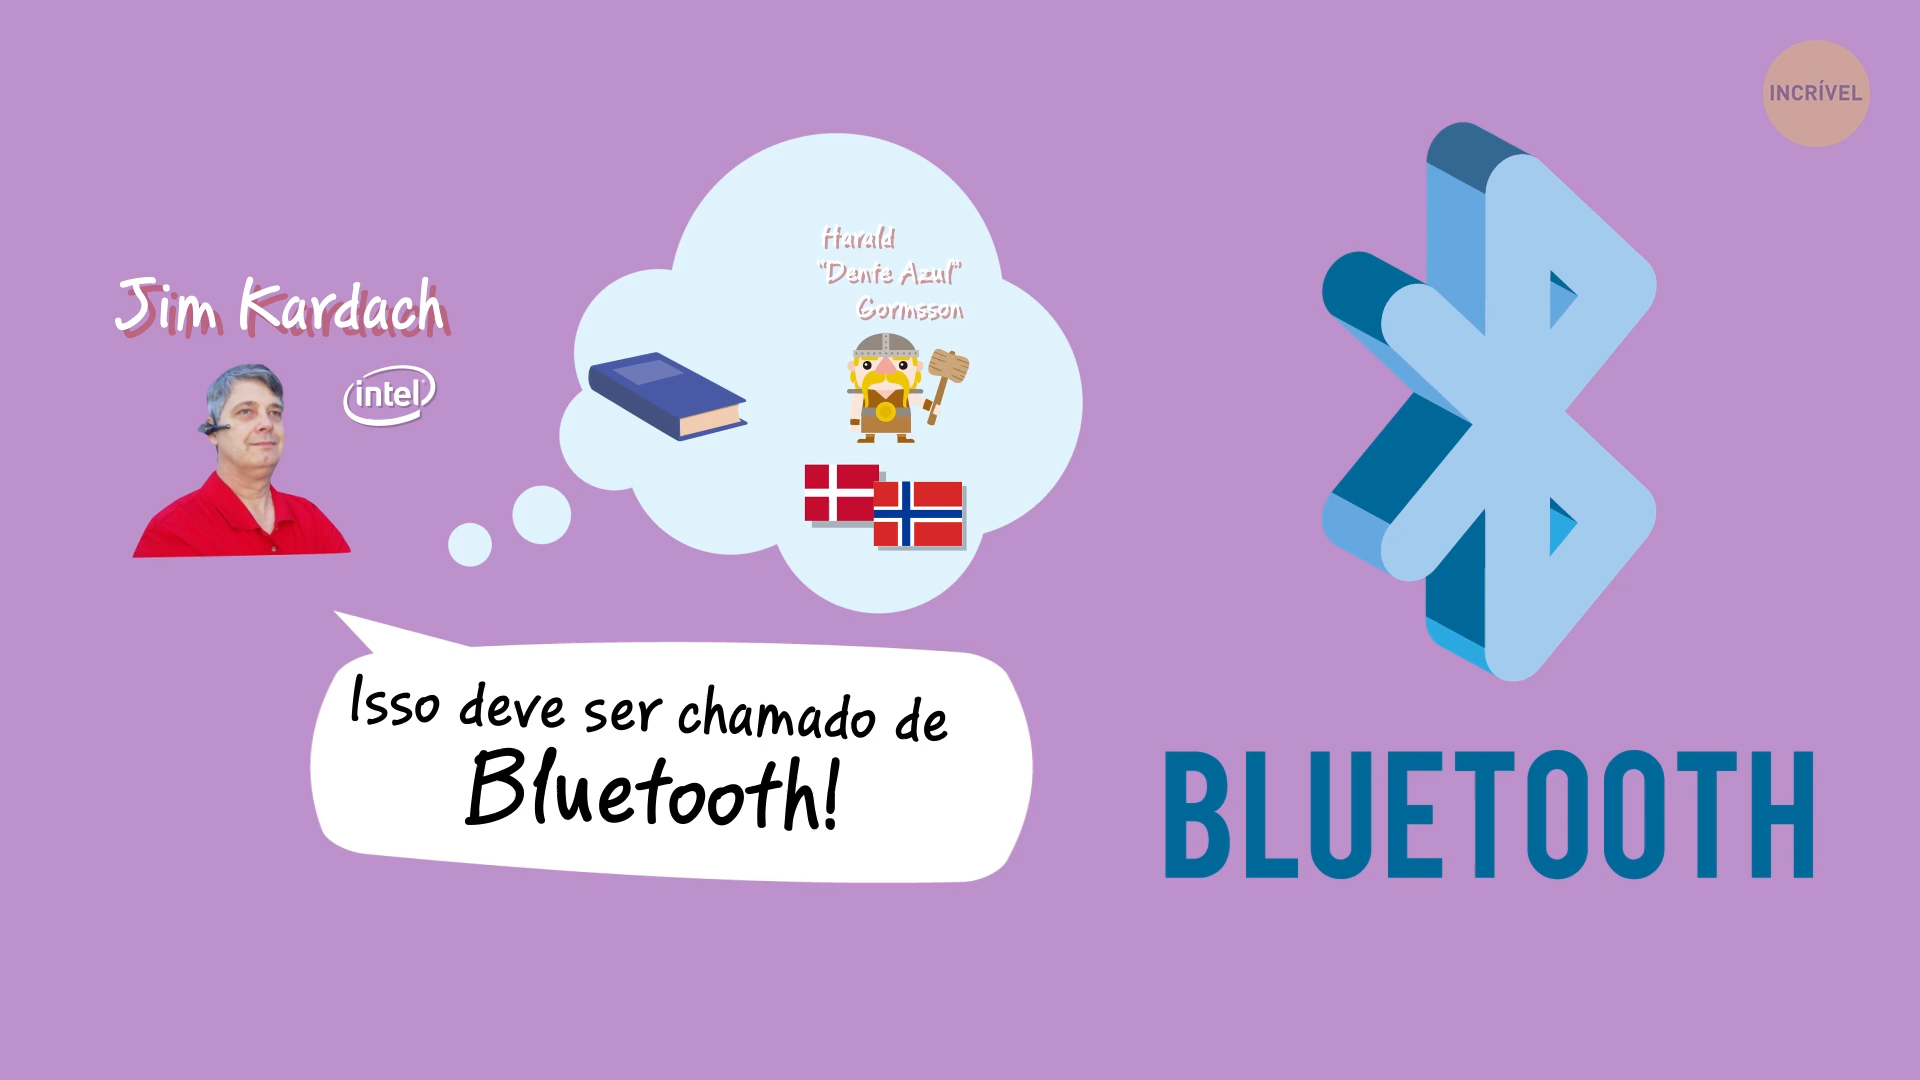 INCRÍVEL
Jim Kardach
intel
Harald
"Dente Azul"
Gormsson
Isso deve ser chamado de
Bluetooth!
BLUETOOTH